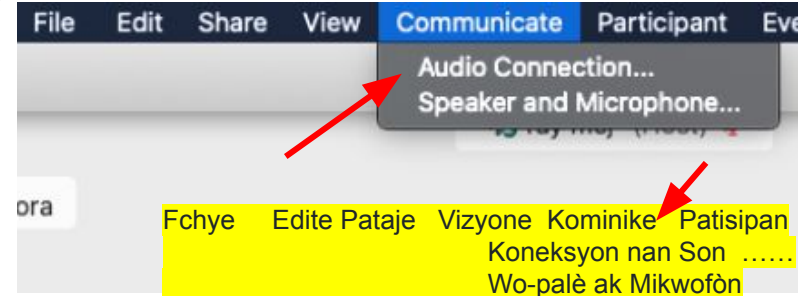 File Edit Share View Communicate Participant Eve
Audio Connection...
Speaker and Microphone...
(Host)
ora
Fchye Edite Pataje Vizyone Kominike Patisipan
Koneksyon nan Son ......
Wo-palè ak Mikwofòn